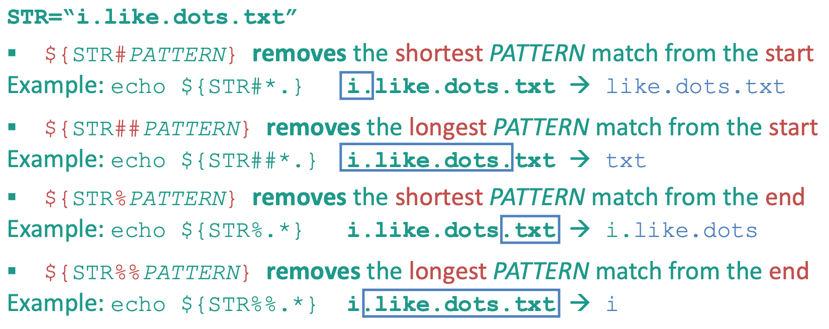 STR=“i.like.dots.txt”
▪ ${STR#PATTERN} removes the shortest PATTERN match from the start
Example: echo ${STR#*.} i.like.dots.txt → like.dots.txt
▪ ${STR##PATTERN} removes the longest PATTERN match from the start
Example: echo ${STR##*.} i.like.dots.txt → txt
▪ ${STR%PATTERN} removes the shortest PATTERN match from the end
Example: echo ${STR%.*} i.like.dots.txt → i.like.dots
▪ ${STR%%PATTERN} removes the longest PATTERN match from the end
Example: echo ${STR%%.*} i.like.dots.txt → i